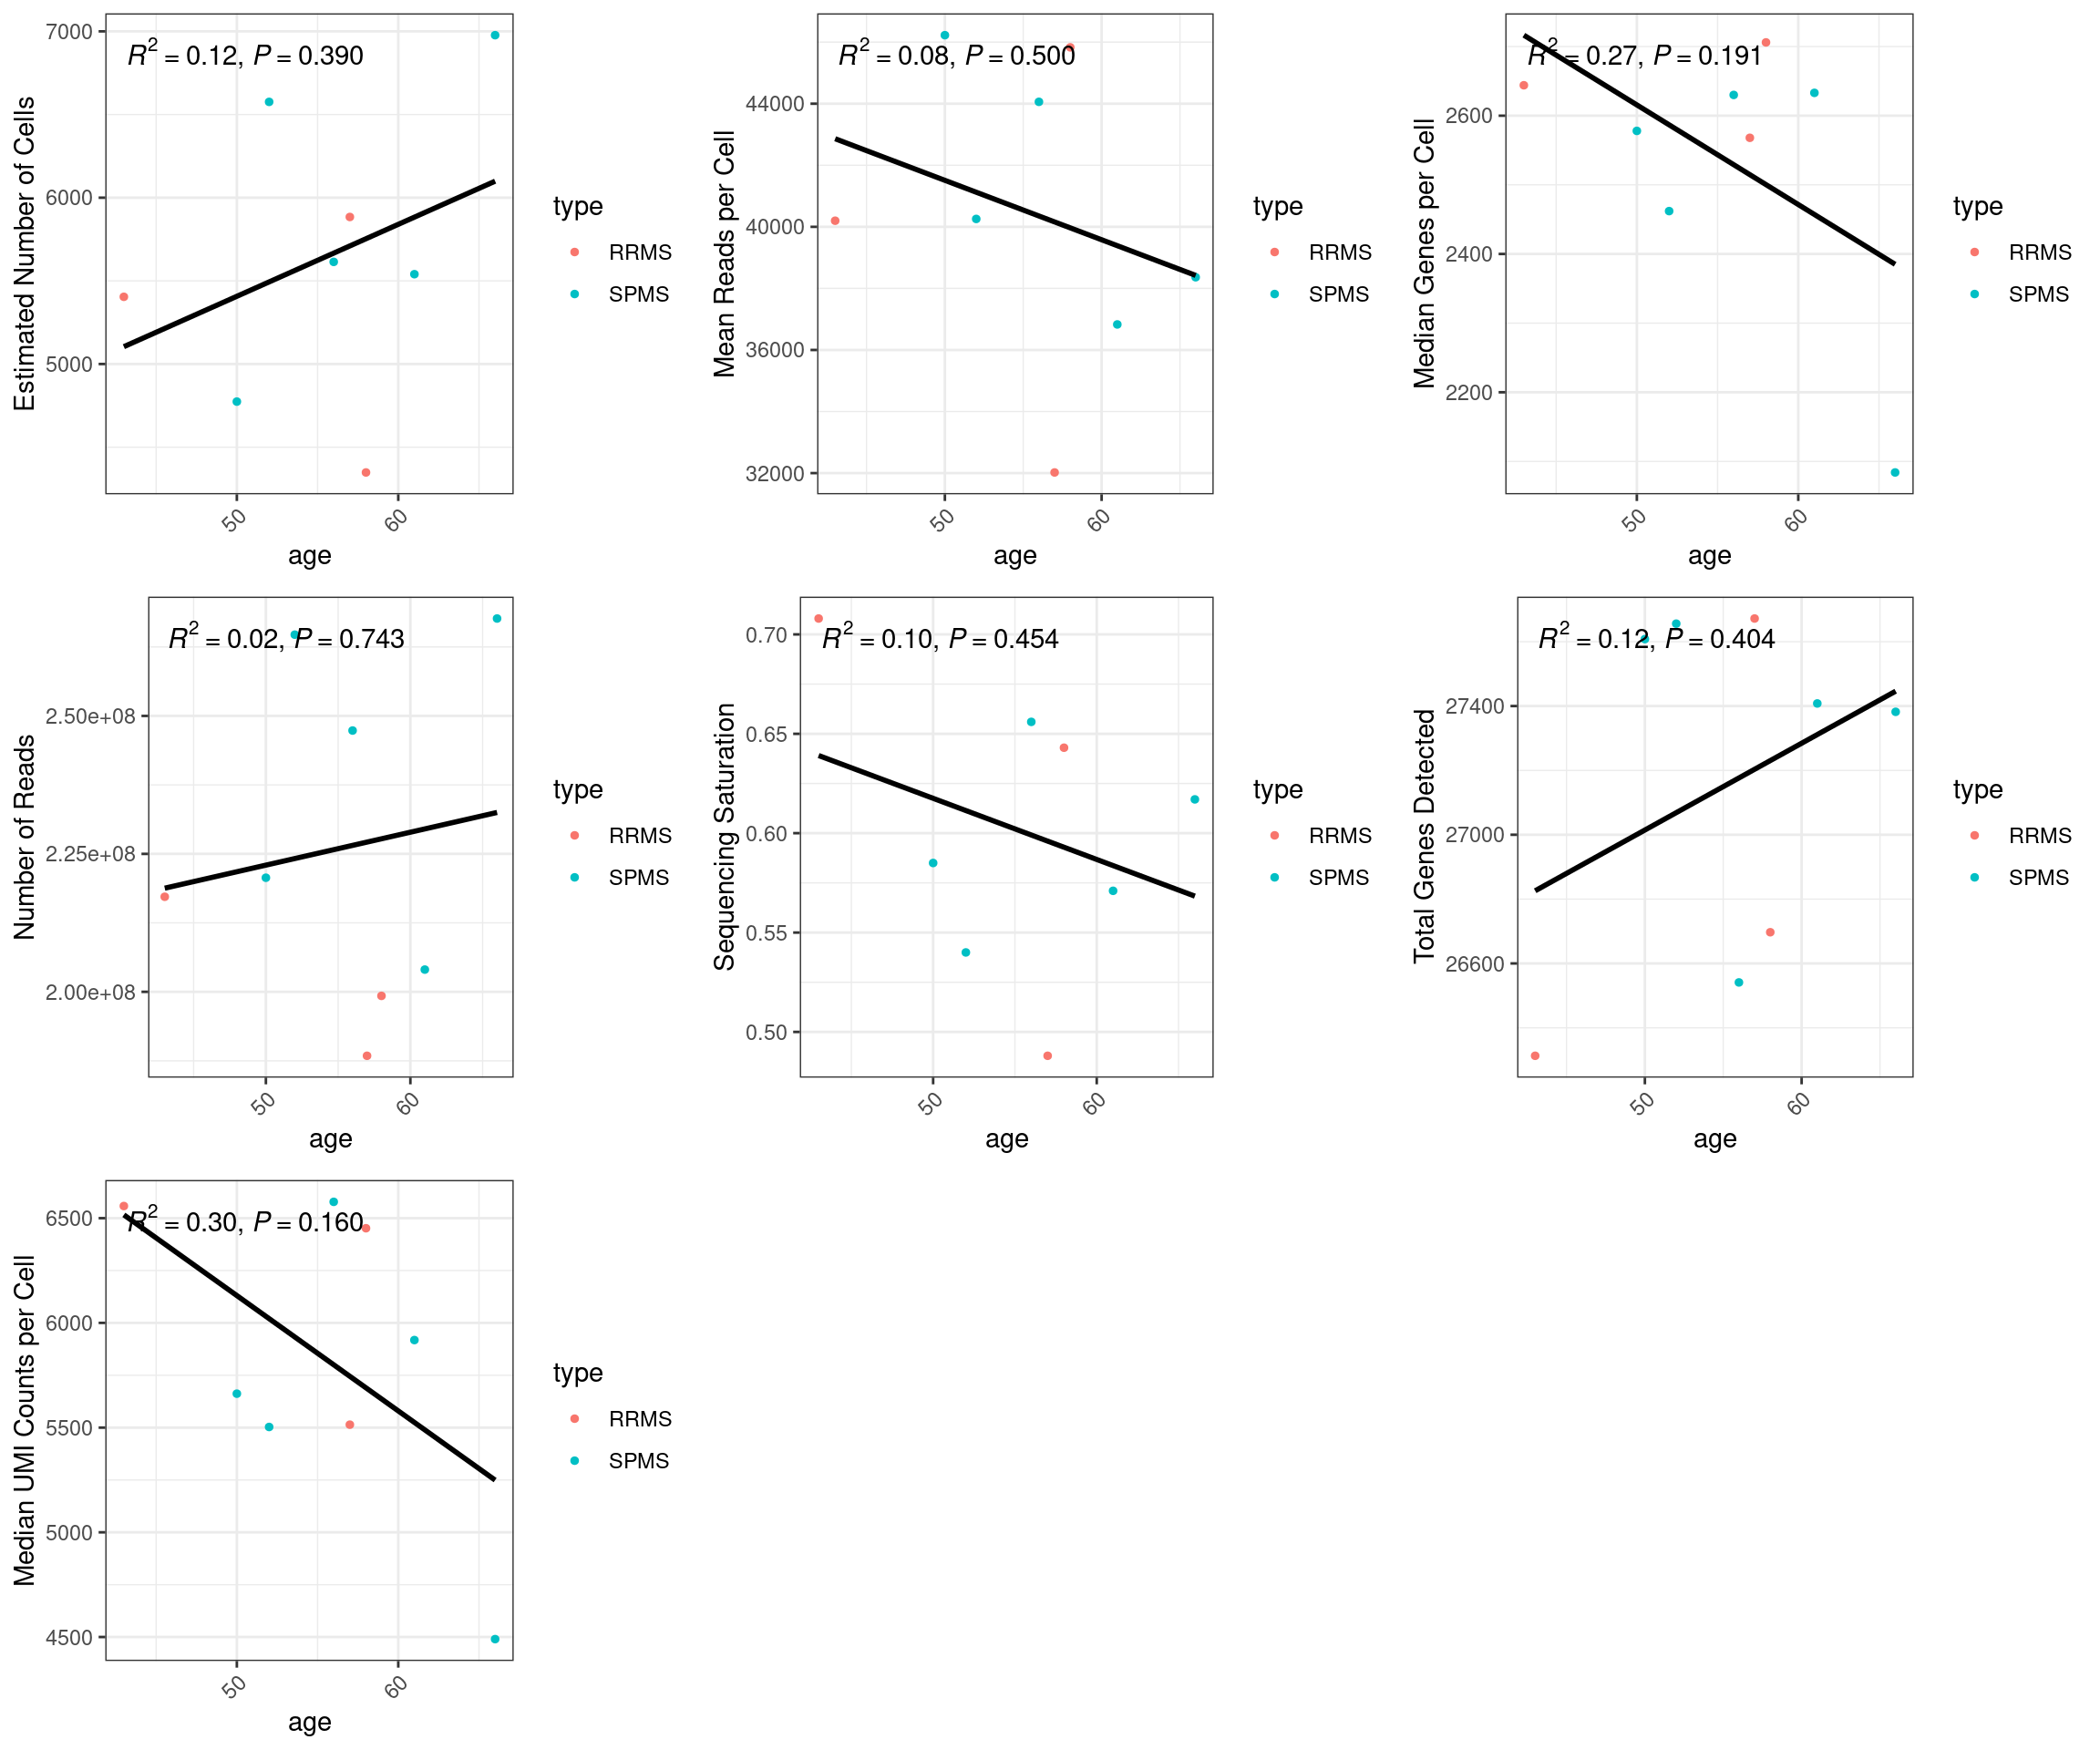 Estimated Number of Cells
7000
6000
5000
R² = 0.12, P = 0.390
50
60
age
type
RRMS
SPMS
Mean Reads per Cell
44000
40000
36000
32000
R² = 0.08, P = 0.500
50
60
age
type
RRMS
SPMS
Median Genes per Cell
2600
2400
2200
R² = 0.27, P = 0.191
50
60
age
type
RRMS
SPMS
Number of Reads
2.50e+08
2.25e+08
2.00e+08
R² = 0.02, P = 0.743
50
60
age
type
RRMS
SPMS
Sequencing Saturation
0.70
0.65
0.60
0.55
0.50
R² = 0.10, P = 0.454
50
60
age
type
RRMS
SPMS
Total Genes Detected
27400
27000
26600
R² = 0.12, P = 0.404
50
60
age
type
RRMS
SPMS
Median UMI Counts per Cell
6500
6000
5500
5000
4500
R² = 0.30, P = 0.160
50
60
age
type
RRMS
SPMS